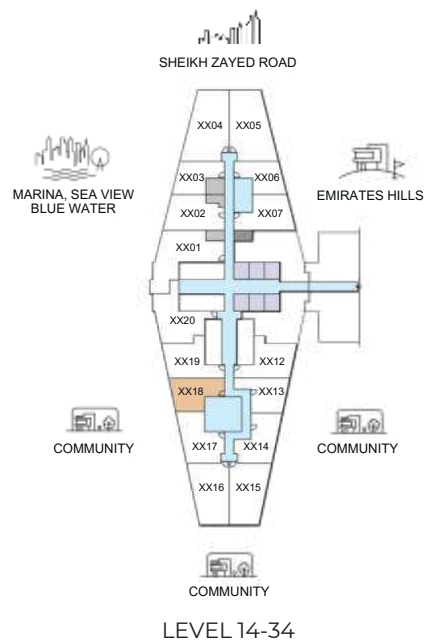 SHEIKH ZAYED ROAD
XX04 XX05
MARINA, SEA VIEW
BLUE WATER
XX03 XX06
EMIRATES HILLS
XX02 XX07
XX01
XX20
XX19 XX12
XX18 XX13
COMMUNITY
XX17 XX14
COMMUNITY
XX16 XX15
COMMUNITY
LEVEL 14-34